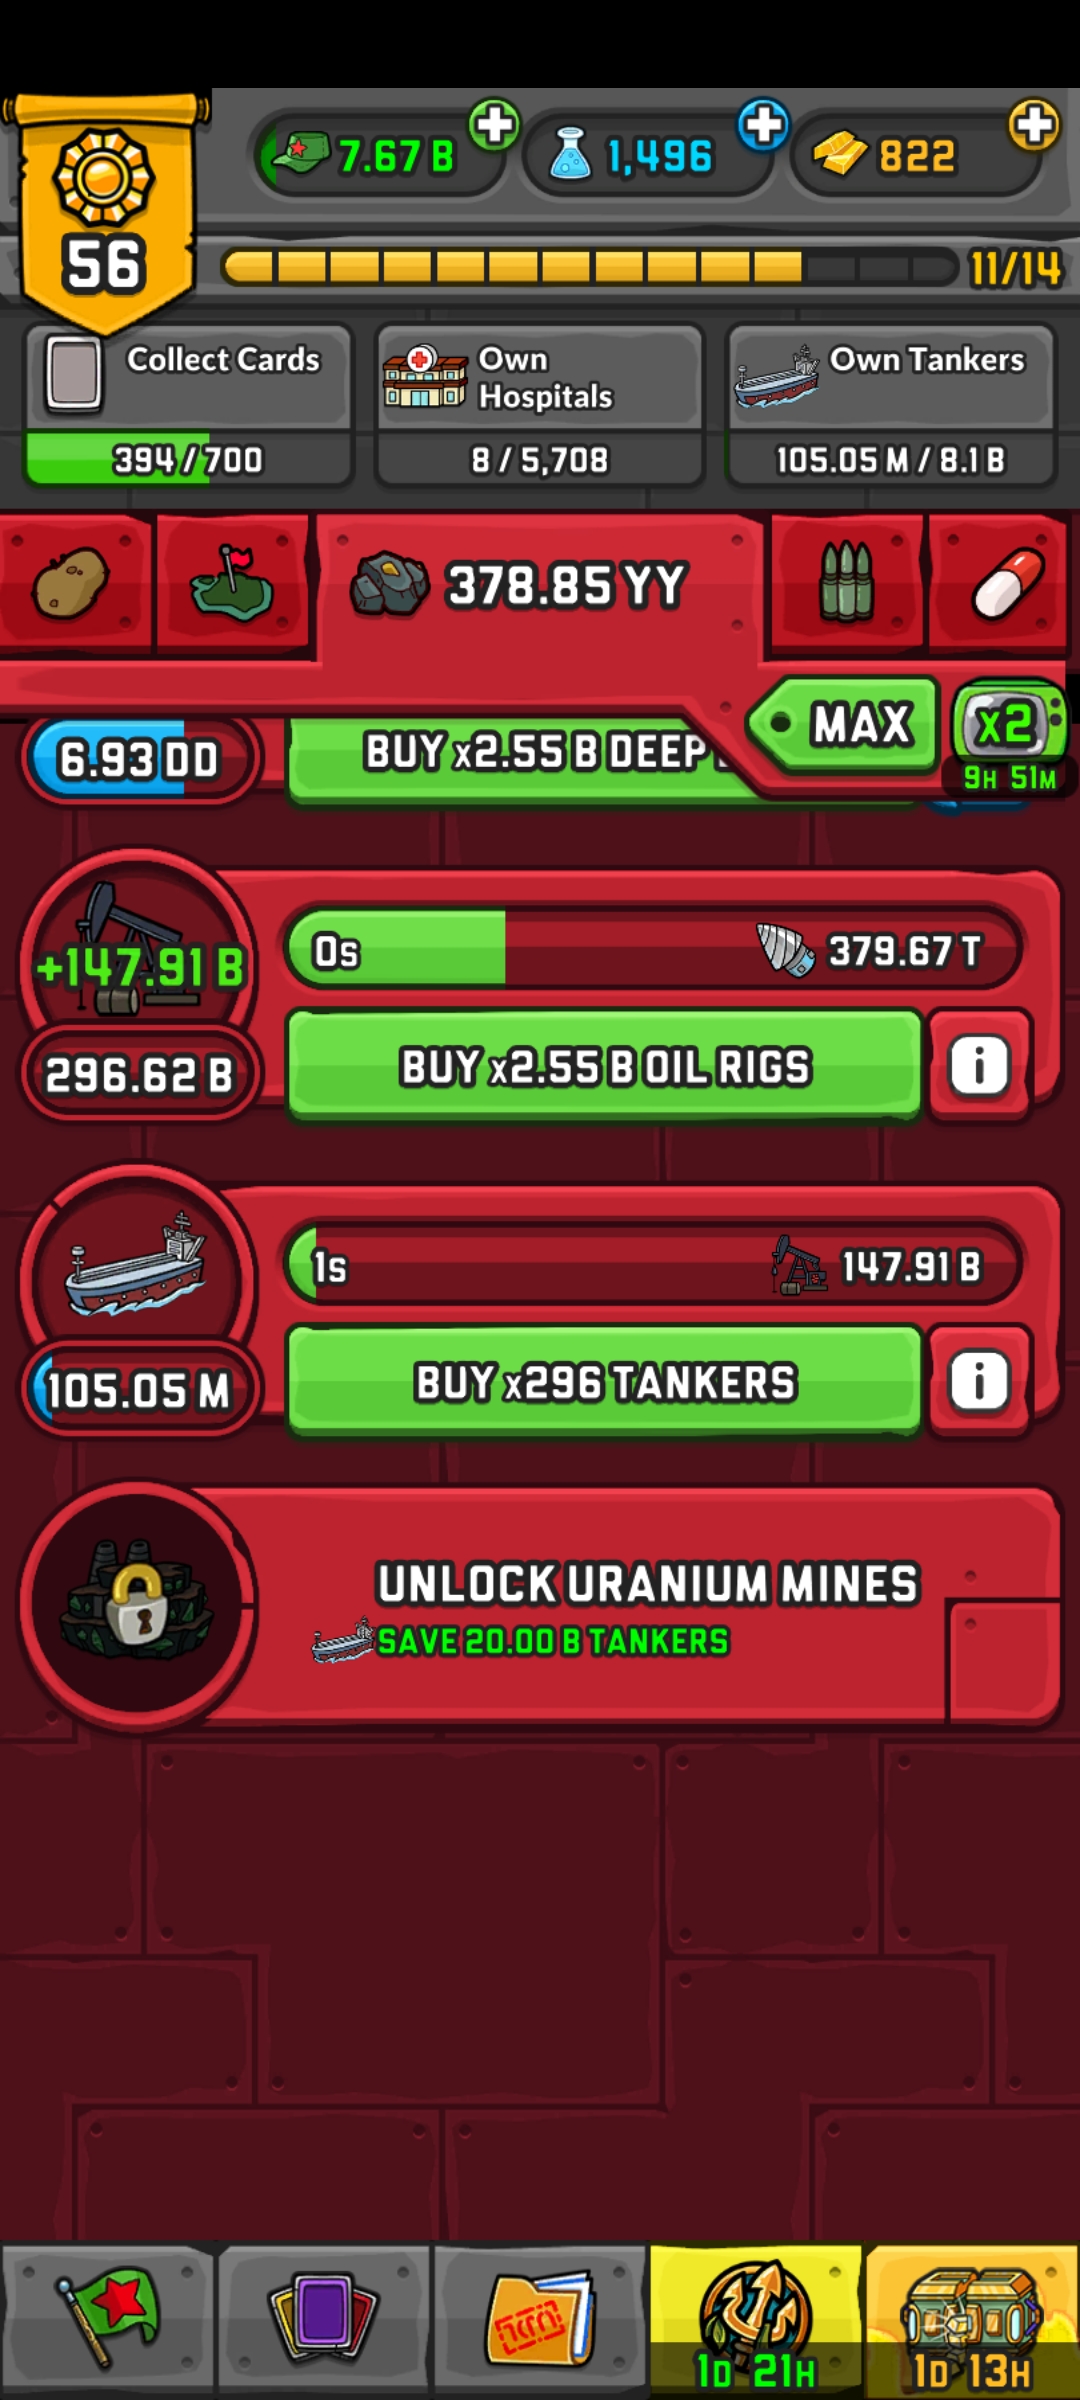 7.67 B
1,496
822
56
11/14
Collect Cards
394/700
Own
Hospitals
8/5,708
Own Tankers
105.05 M/8.1 B
378.85 YY
MAX
x2
9H 51M
6.93 DD
BUY x2.55 B DEEP
+147.91 B
0s
379.67 T
296.62 B
BUY x2.55 B OIL RIGS
i
1s
147.91 B
105.05 M
BUY x296 TANKERS
i
UNLOCK URANIUM MINES
SAVE 20.00 B TANKERS
1D 21H
1D 13H